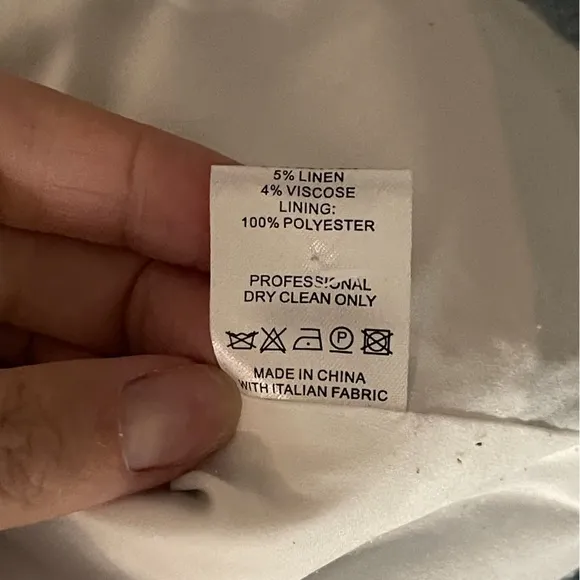 5% LINEN
4% VISCOSE
LINING:
100% POLYESTER
PROFESSIONAL
DRY CLEAN ONLY
P
MADE IN CHINA
WITH ITALIAN FABRIC